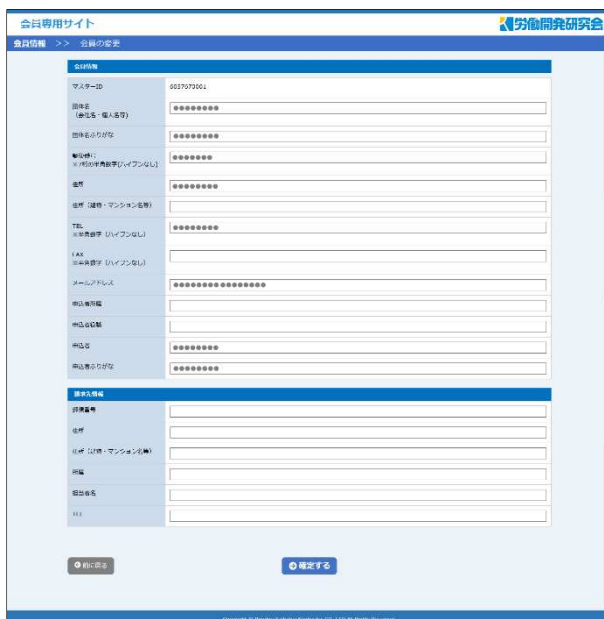 会員専用サイト
労働開発研究会
会員情報 >> 会員の変更
会員情報
マスターID
団体名
(会社名・個人名等)
●●●●●●●●
団体名ふりがな
●●●●●●●●
郵便番号
※7桁の半角数字(ハイフンなし)
●●●●●●●
住所
●●●●●●●●
住所（建物・マンション名等）
TEL
※半角数字（ハイフンなし）
●●●●●●●●
FAX
※半角数字（ハイフンなし）
メールアドレス
●●●●●●●●●●●●●●●●
申込者所属
申込者役職
申込者
●●●●●●●●
申込者ふりがな
●●●●●●●●
請求先情報
郵便番号
住所
住所（建物・マンション名等）
所属
担当者名
前に戻る
確定する